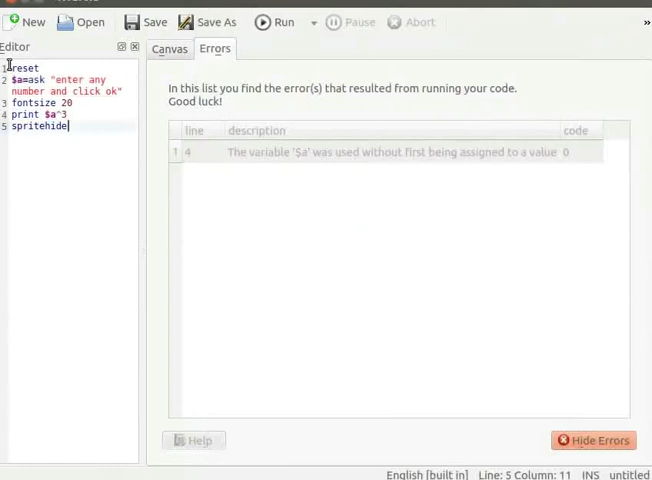 New Open Save Save As Run Pause Abort »
Editor
Canvas Errors
1 reset
2 $a=ask "enter any
number and click ok"
3 fontsize 20
4 print $a^3
5 spritehide
In this list you find the error(s) that resulted from running your code.
Good luck!
line description code
1 4 The variable '$a' was used without first being assigned to a value 0
Help Hide Errors
English [built in] Line: 5 Column: 11 INS untitled